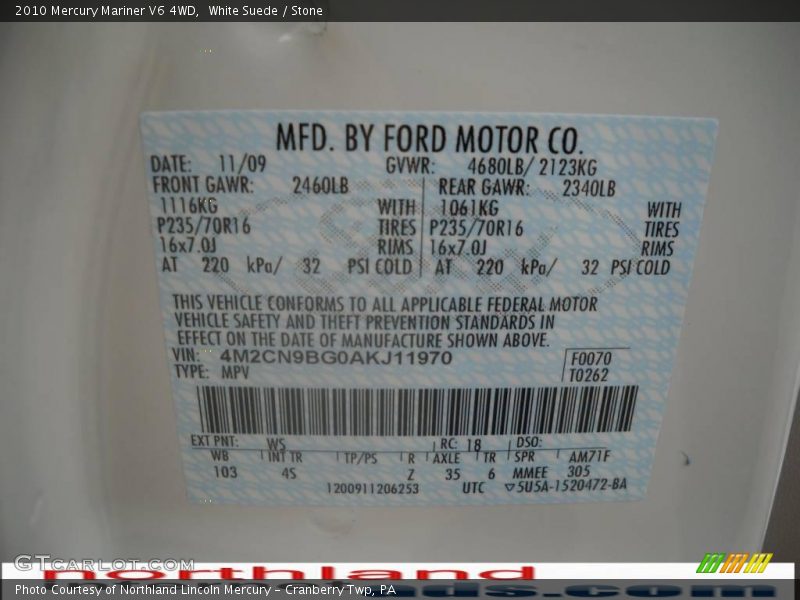 2010 Mercury Mariner V6 4WD,  White Suede / Stone
MFD. BY FORD MOTOR CO.
DATE: 11/09 GVWR: 4680LB/ 2123KG
FRONT GAWR: 2460LB REAR GAWR: 2340LB
1116KG WITH 1061KG WITH
P235/70R16 TIRES P235/70R16 TIRES
16x7.0J RIMS 16x7.0J RIMS
AT 220 kPa/ 32 PSI COLD AT 220 kPa/ 32 PSI COLD
THIS VEHICLE CONFORMS TO ALL APPLICABLE FEDERAL MOTOR
VEHICLE SAFETY AND THEFT PREVENTION STANDARDS IN
EFFECT ON THE DATE OF MANUFACTURE SHOWN ABOVE.
VIN: 4M2CN9BG0AKJ11970 F0070
TYPE: MPV T0262
EXT PNT: WS RC: 18 DSO:
WB INT TR TP/PS R AXLE TR SPR AM71F
103 4S Z 35 6 MMEE 305
1200911206253 UTC ▽5U5A-1520472-BA
GTCarLot.com
northland
Photo Courtesy of Northland Lincoln Mercury - Cranberry Twp, PA